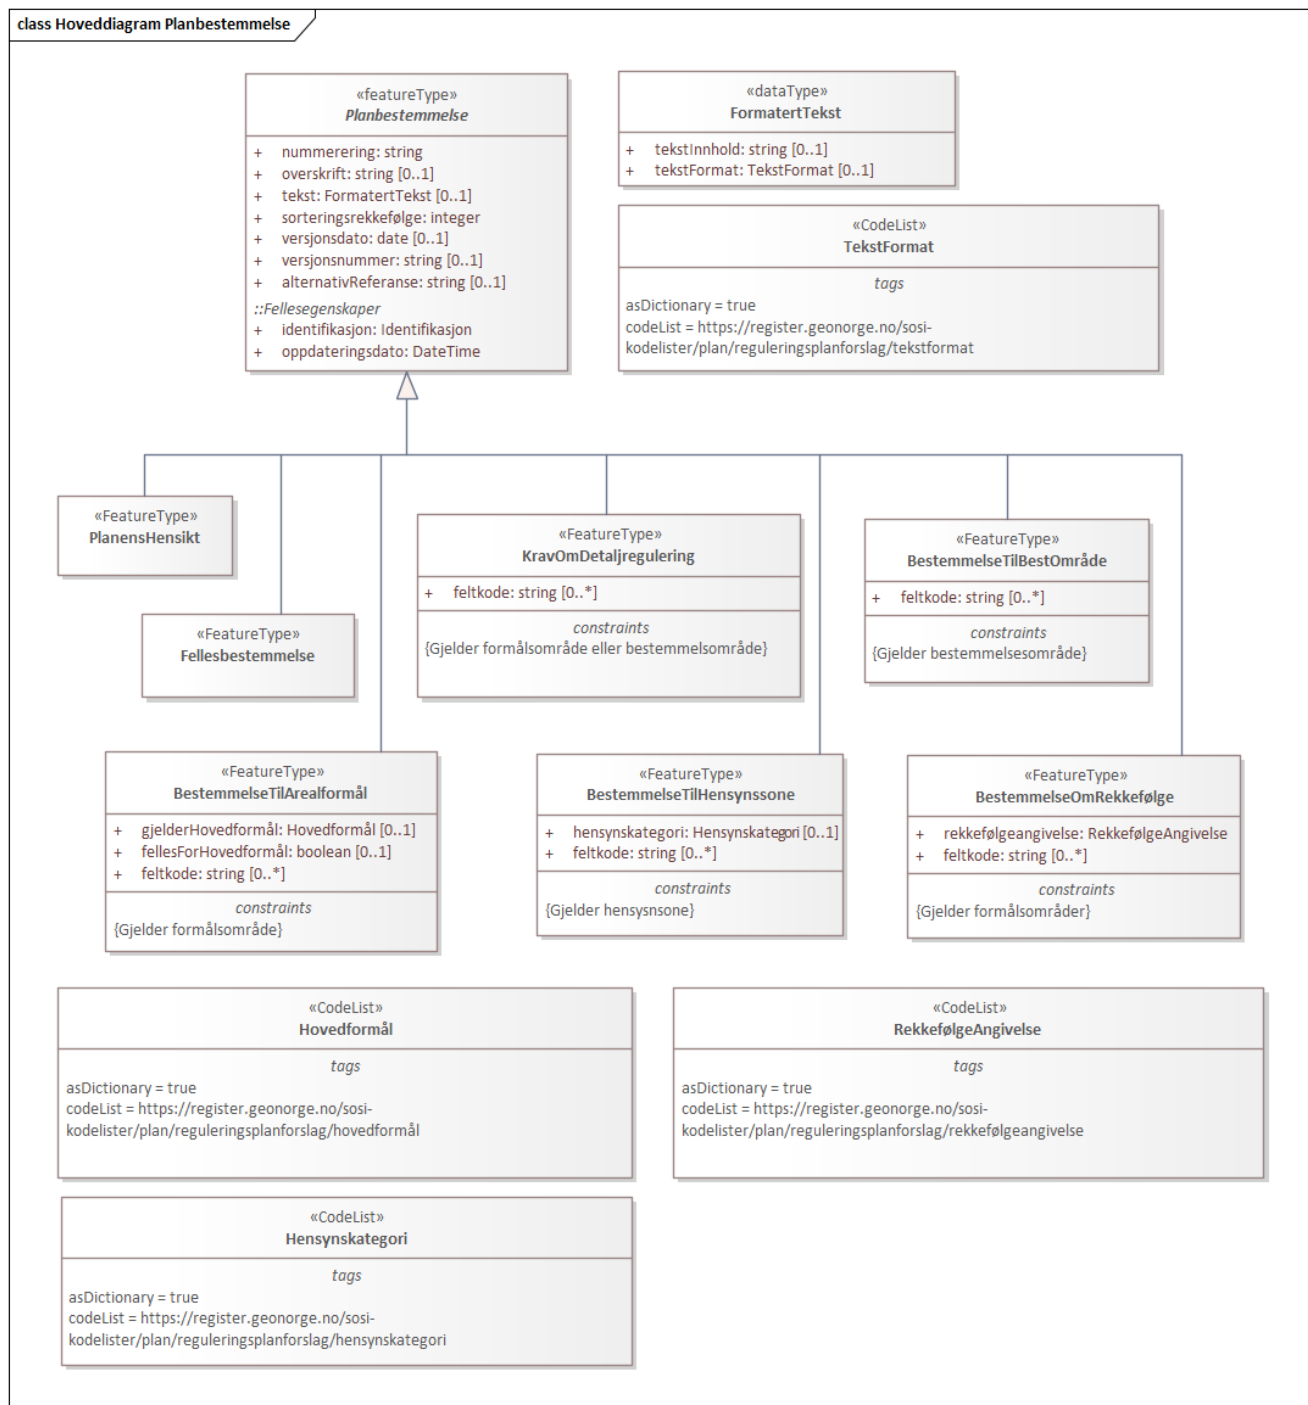 class Hoveddiagram Planbestemmelse
«featureType»
Planbestemmelse
+ nummerering: string
+ overskrift: string [0..1]
+ tekst: FormatertTekst [0..1]
+ sorteringsrekkefølge: integer
+ versjonsdato: date [0..1]
+ versjonsnummer: string [0..1]
+ alternativReferanse: string [0..1]
::Fellesegenskaper
+ identifikasjon: Identifikasjon
+ oppdateringsdato: DateTime
«dataType»
FormatertTekst
+ tekstInnhold: string [0..1]
+ tekstFormat: TekstFormat [0..1]
«CodeList»
TekstFormat
tags
asDictionary = true
codeList = https://register.geonorge.no/sosi-
kodelister/plan/reguleringsplanforslag/tekstformat
«FeatureType»
PlanensHensikt
«FeatureType»
Fellesbestemmelse
«FeatureType»
KravOmDetaljregulering
+ feltkode: string [0..*]
constraints
{Gjelder formålsområde eller bestemmelsområde}
«FeatureType»
BestemmelseTilBestOmråde
+ feltkode: string [0..*]
constraints
{Gjelder bestemmelsesområde}
«FeatureType»
BestemmelseTilArealformål
+ gjelderHovedformål: Hovedformål [0..1]
+ fellesForHovedformål: boolean [0..1]
+ feltkode: string [0..*]
constraints
{Gjelder formålsområde}
«FeatureType»
BestemmelseTilHensynssone
+ hensynskategori: Hensynskategori [0..1]
+ feltkode: string [0..*]
constraints
{Gjelder hensysnsone}
«FeatureType»
BestemmelseOmRekkefølge
+ rekkefølgeangivelse: RekkefølgeAngivelse
+ feltkode: string [0..*]
constraints
{Gjelder formålsområder}
«CodeList»
Hovedformål
tags
asDictionary = true
codeList = https://register.geonorge.no/sosi-
kodelister/plan/reguleringsplanforslag/hovedformål
«CodeList»
RekkefølgeAngivelse
tags
asDictionary = true
codeList = https://register.geonorge.no/sosi-
kodelister/plan/reguleringsplanforslag/rekkefølgeangivelse
«CodeList»
Hensynskategori
tags
asDictionary = true
codeList = https://register.geonorge.no/sosi-
kodelister/plan/reguleringsplanforslag/hensynskategori